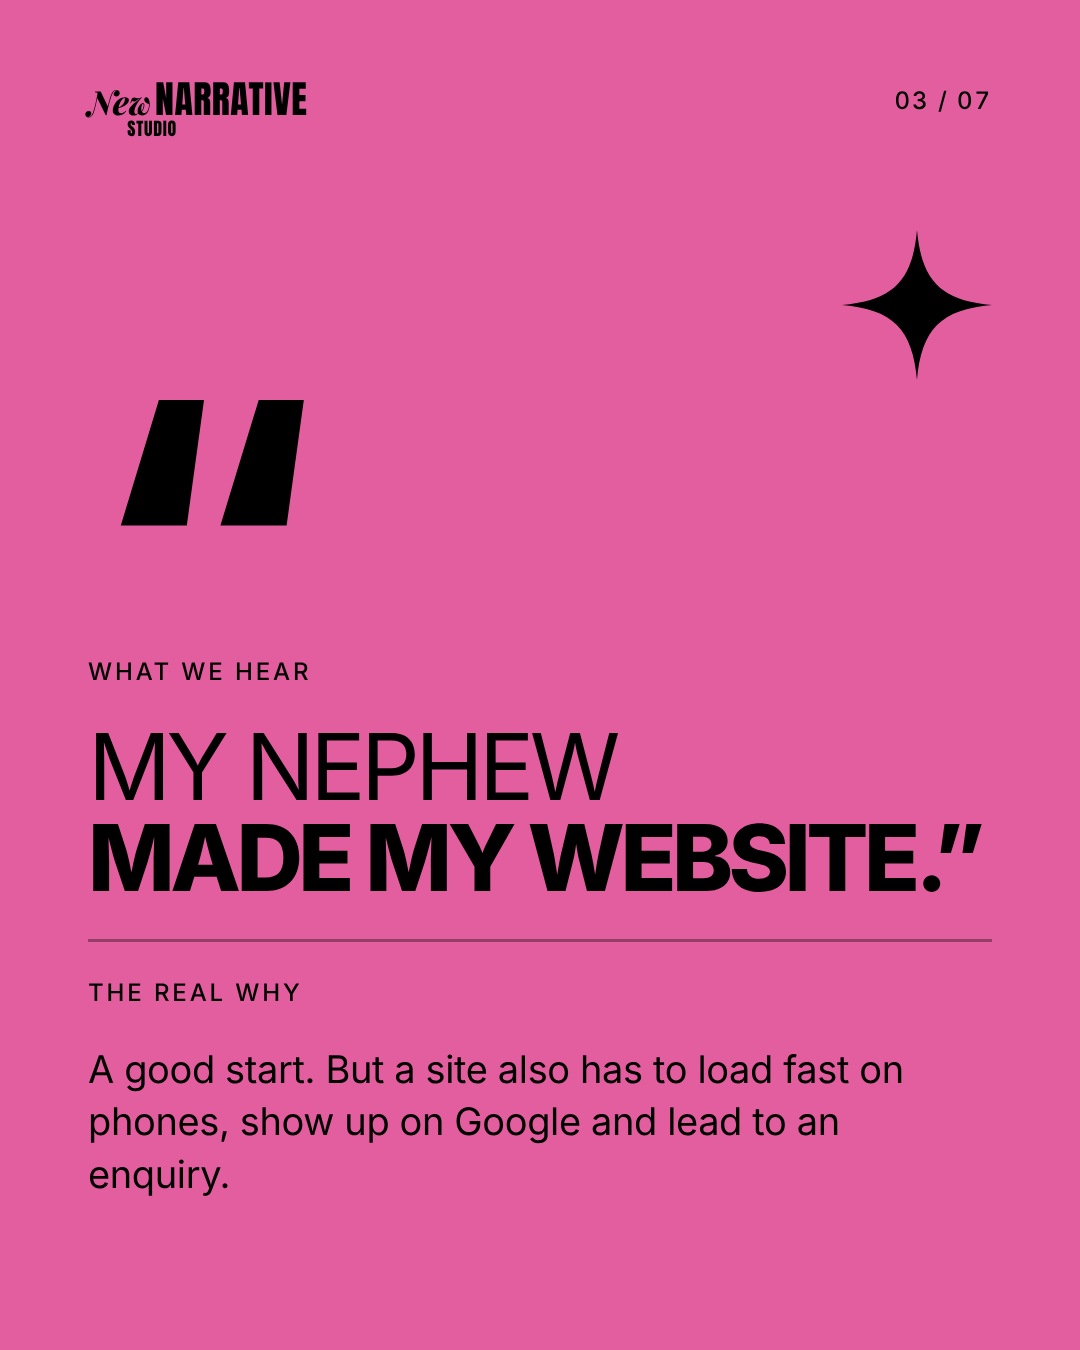 New NARRATIVE
STUDIO
03 / 07
“
WHAT WE HEAR
MY NEPHEW
MADE MY WEBSITE.”
THE REAL WHY
A good start. But a site also has to load fast on
phones, show up on Google and lead to an
enquiry.